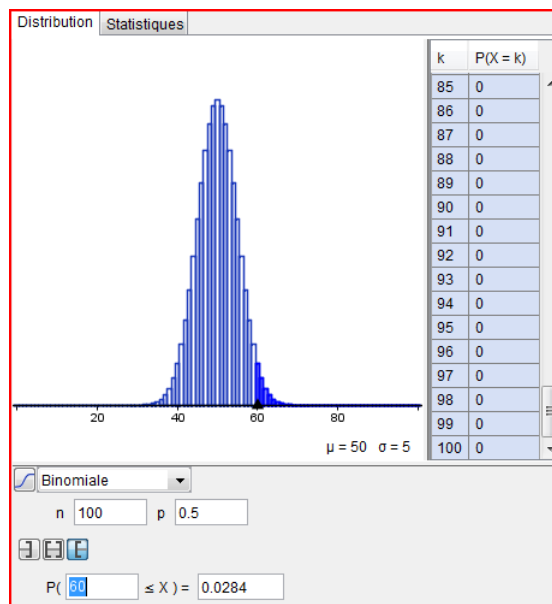 Distribution Statistiques
k P(X = k)
85 0
86 0
87 0
88 0
89 0
90 0
91 0
92 0
93 0
94 0
95 0
96 0
97 0
98 0
99 0
100 0
20 40 60 80
μ = 50 σ = 5
Binomiale
n 100 p 0.5
P( 60 ≤ X ) = 0.0284